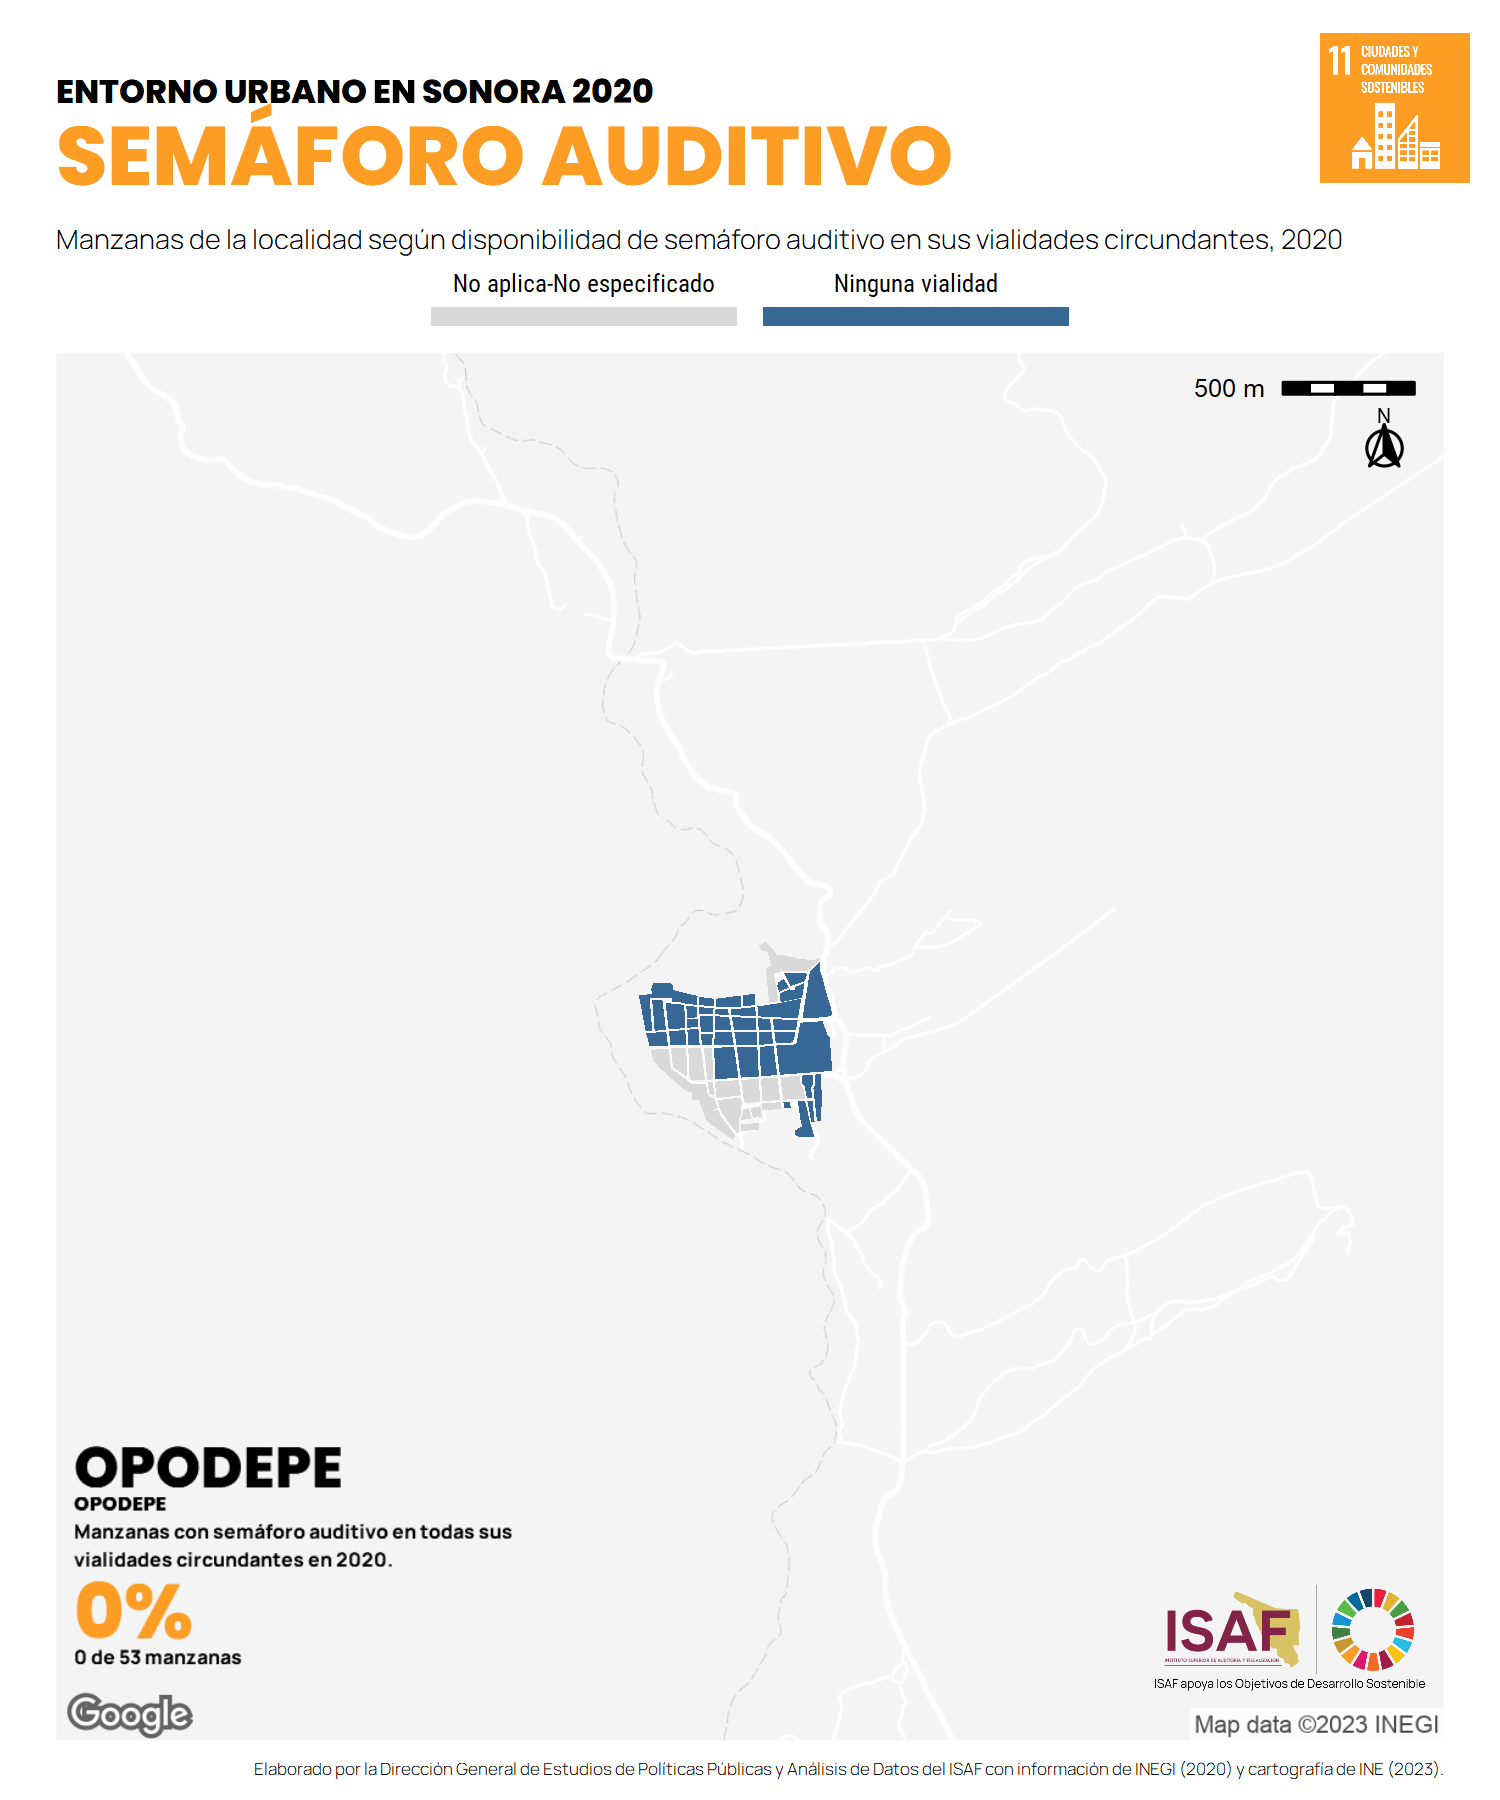 ENTORNO URBANO EN SONORA 2020
SEMÁFORO AUDITIVO
11 CIUDADES Y
COMUNIDADES
SOSTENIBLES
Manzanas de la localidad según disponibilidad de semáforo auditivo en sus vialidades circundantes, 2020
No aplica-No especificado
Ninguna vialidad
500 m
N
OPODEPE
OPODEPE
Manzanas con semáforo auditivo en todas sus
vialidades circundantes en 2020.
0%
0 de 53 manzanas
Google
ISAF
INSTITUTO SUPERIOR DE AUDITORÍA Y FISCALIZACIÓN
ISAF apoya los Objetivos de Desarrollo Sostenible
Map data ©2023 INEGI
Elaborado por la Dirección General de Estudios de Políticas Públicas y Análisis de Datos del ISAF con información de INEGI (2020) y cartografía de INE (2023).